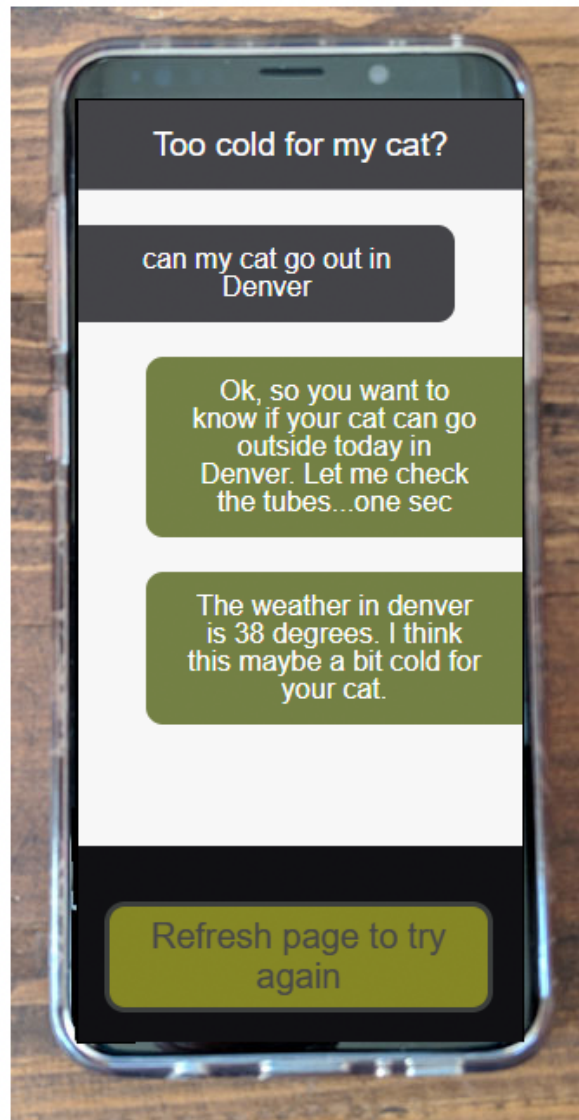 Too cold for my cat?
can my cat go out in
Denver
Ok, so you want to
know if your cat can go
outside today in
Denver. Let me check
the tubes...one sec
The weather in denver
is 38 degrees. I think
this maybe a bit cold for
your cat.
Refresh page to try
again